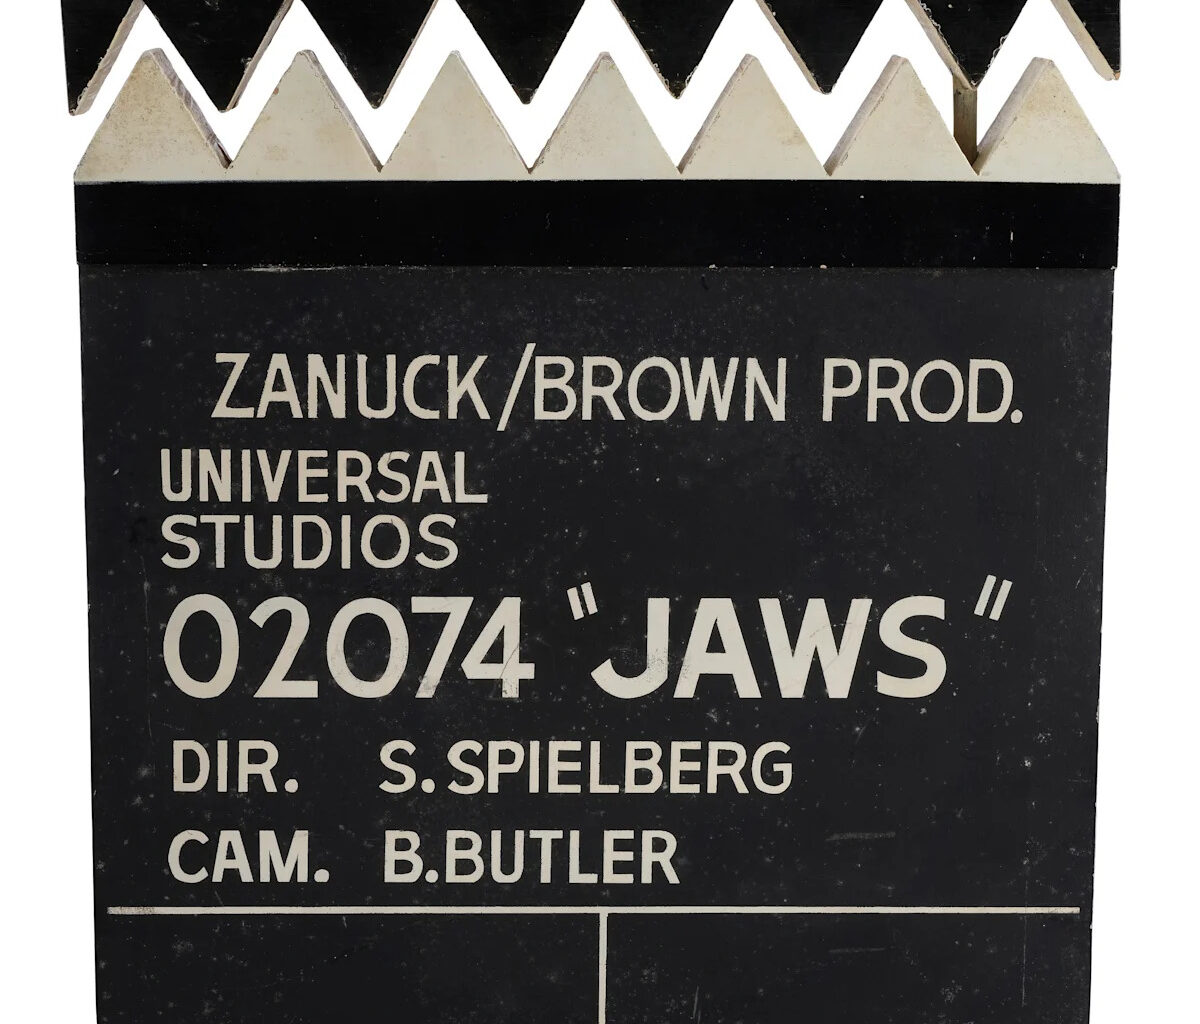 ZANUCK/BROWN PROD.
UNIVERSAL
STUDIOS
02074 "JAWS"
DIR. S. SPIELBERG
CAM. B. BUTLER